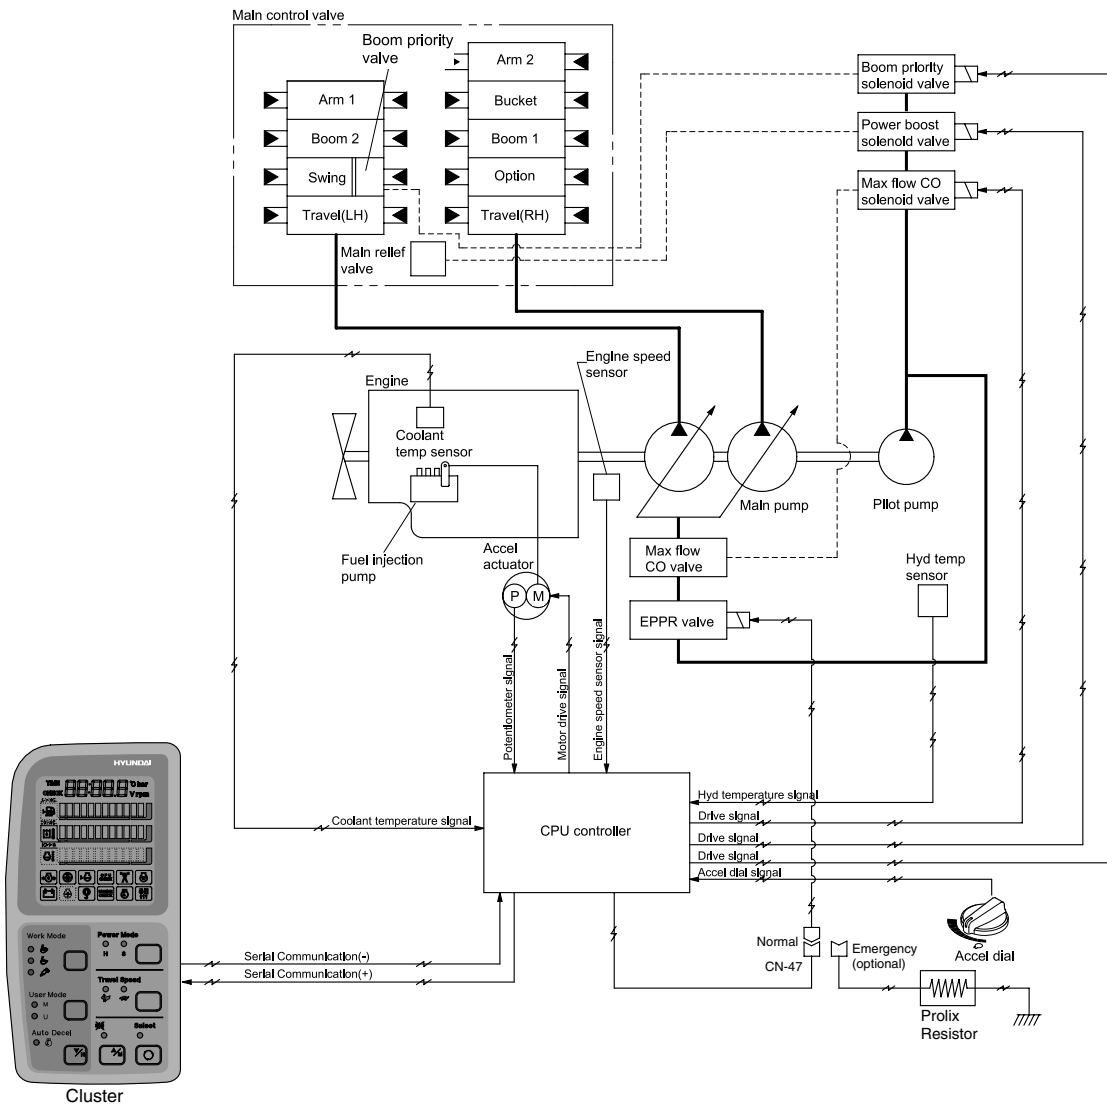 Main control valve
Boom priority
valve
Arm 1
Boom 2
Swing
Travel(LH)
Arm 2
Bucket
Boom 1
Option
Travel(RH)
Main relief
valve
Boom priority
solenoid valve
Power boost
solenoid valve
Max flow CO
solenoid valve
Engine speed
sensor
Engine
Coolant
temp sensor
Fuel injection
pump
Accel
actuator
P
M
Main pump
Pilot pump
Max flow
CO valve
EPPR valve
Hyd temp
sensor
Potentiometer signal
Motor drive signal
Engine speed sensor signal
CPU controller
Coolant temperature signal
Hyd temperature signal
Drive signal
Drive signal
Drive signal
Accel dial signal
Serial Communication(-)
Serial Communication(+)
Normal
CN-47
Emergency
(optional)
Accel dial
Prolix
Resistor
HYUNDAI
Work Mode
Power Mode
H S
User Mode
M
U
Travel Speed
Auto Decel
Select
Cluster